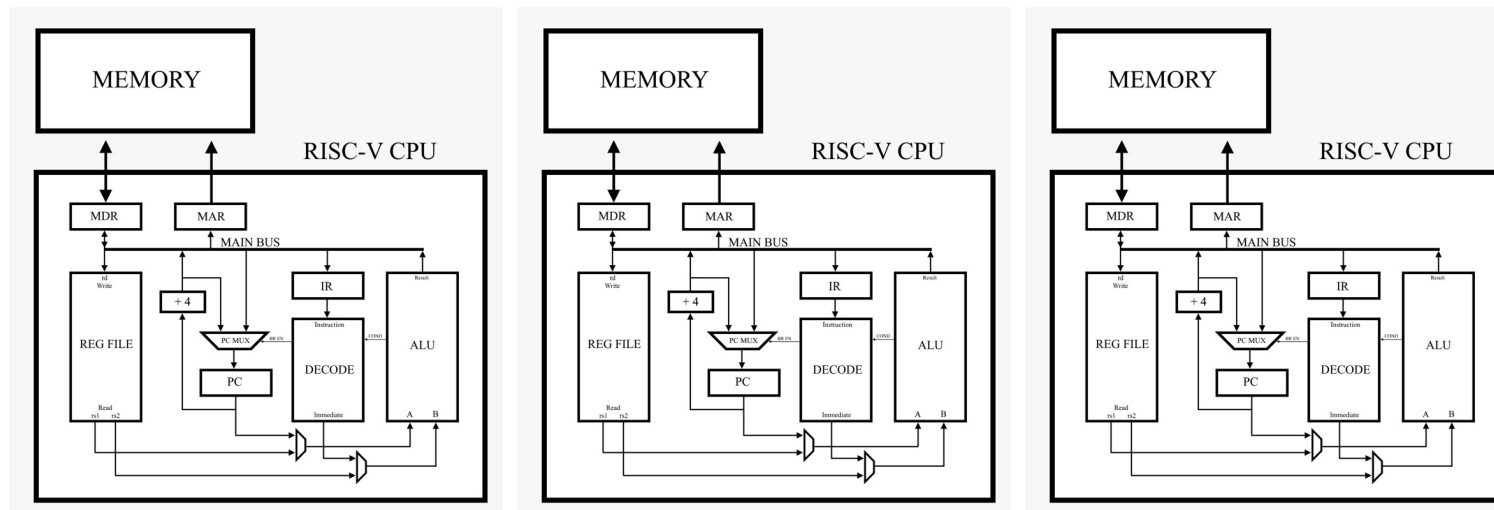 MEMORY
RISC-V CPU
MDR
MAR
MAIN BUS
rd
Write
+ 4
IR
Result
Instruction
REG FILE
PC MUX
BR EN
COND
DECODE
ALU
PC
Read
rs1 rs2
Immediate
A B
MEMORY
RISC-V CPU
MDR
MAR
MAIN BUS
rd
Write
+ 4
IR
Result
Instruction
REG FILE
PC MUX
BR EN
COND
DECODE
ALU
PC
Read
rs1 rs2
Immediate
A B
MEMORY
RISC-V CPU
MDR
MAR
MAIN BUS
rd
Write
+ 4
IR
Result
Instruction
REG FILE
PC MUX
BR EN
COND
DECODE
ALU
PC
Read
rs1 rs2
Immediate
A B